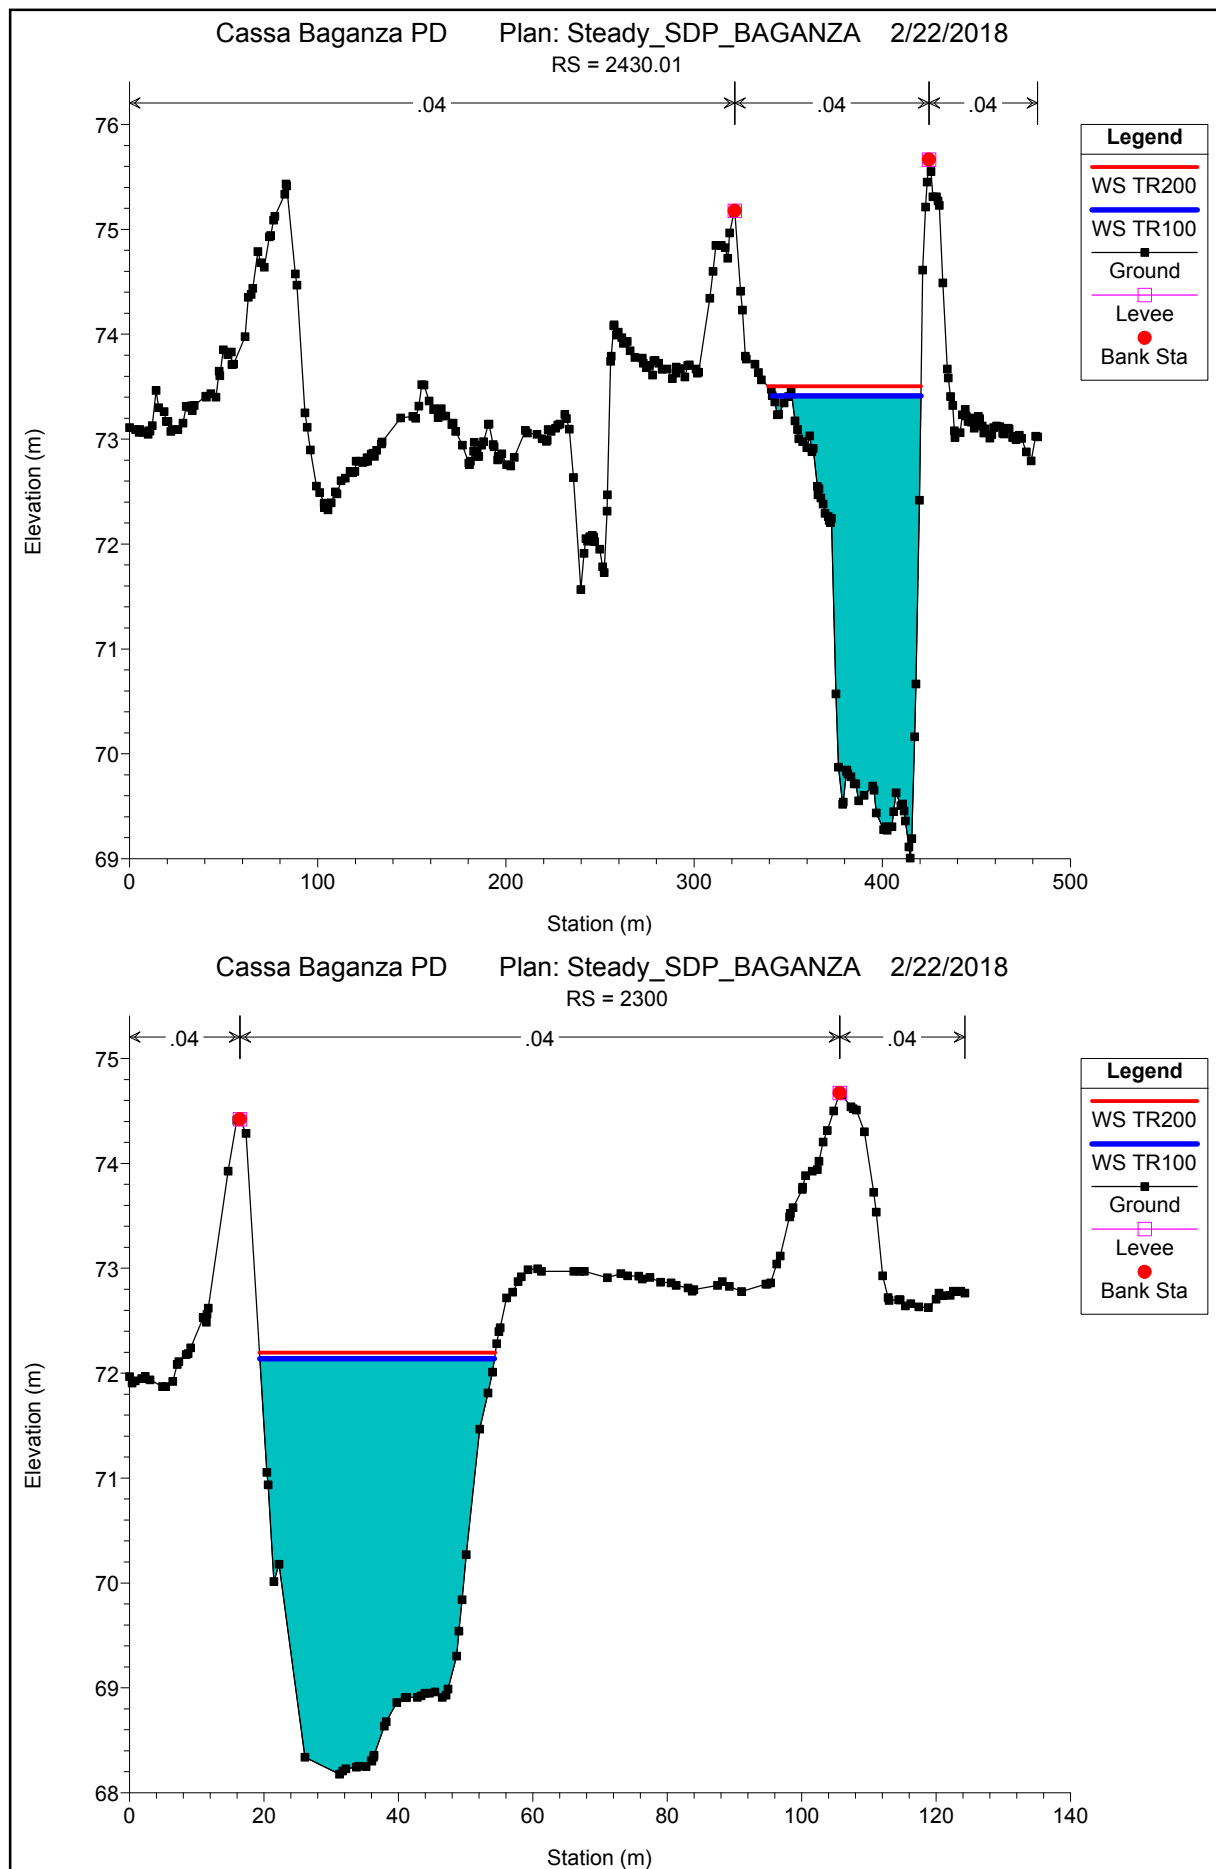 Cassa Baganza PD Plan: Steady_SDP_BAGANZA 2/22/2018
RS = 2430.01
.04 .04 .04
76
75
74
73
72
71
70
69
Elevation (m)
0 100 200 300 400 500
Station (m)
Legend
WS TR200
WS TR100
Ground
Levee
Bank Sta
Cassa Baganza PD Plan: Steady_SDP_BAGANZA 2/22/2018
RS = 2300
.04 .04 .04
75
74
73
72
71
70
69
68
Elevation (m)
0 20 40 60 80 100 120 140
Station (m)
Legend
WS TR200
WS TR100
Ground
Levee
Bank Sta